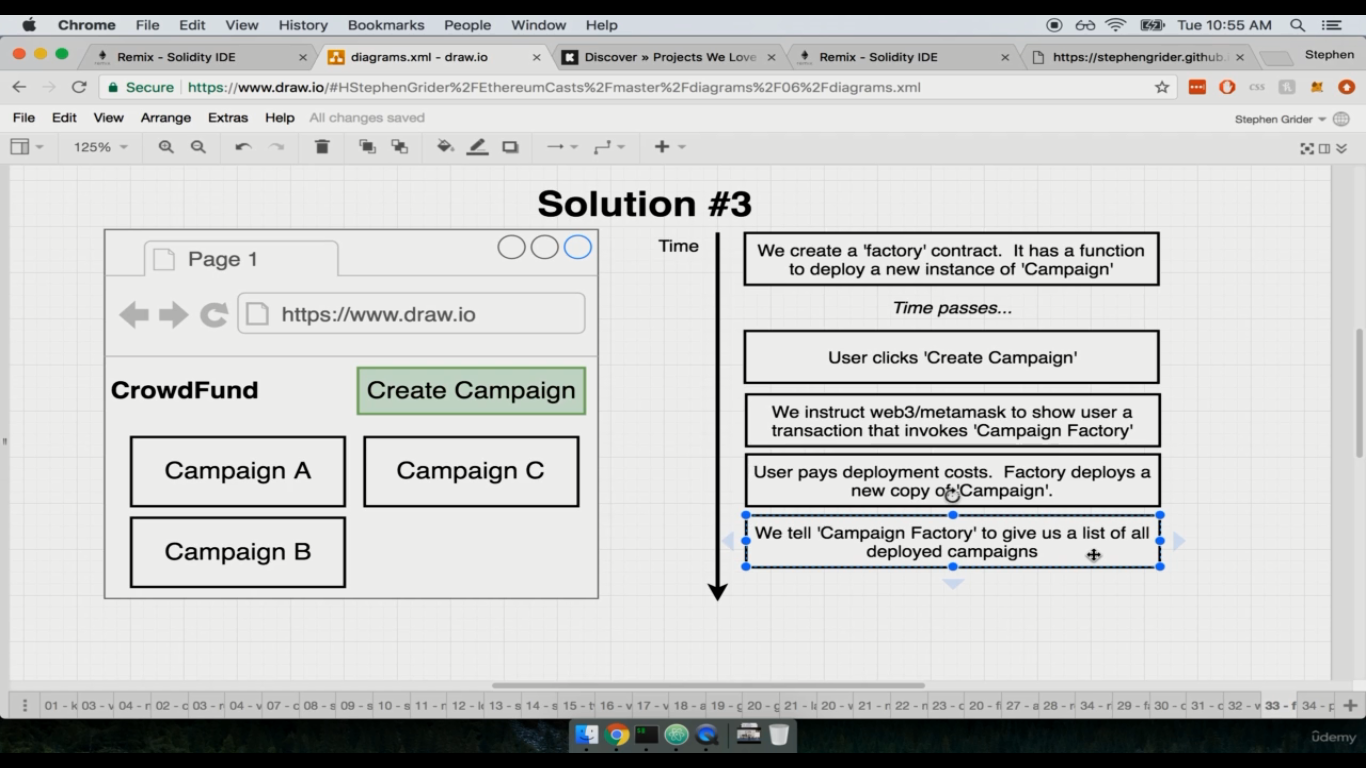 Chrome File Edit View History Bookmarks People Window Help Tue 10:55 AM
Remix - Solidity IDE diagrams.xml - draw.io Discover » Projects We Love Remix - Solidity IDE https://stephengrider.github. Stephen
Secure https://www.draw.io/#HStephenGrider%2FEthereumCasts%2Fmaster%2Fdiagrams%2F06%2Fdiagrams.xml
File Edit View Arrange Extras Help All changes saved Stephen Grider
125%
Solution #3
Page 1
https://www.draw.io
CrowdFund Create Campaign
Campaign A Campaign C
Campaign B
Time
We create a 'factory' contract. It has a function
to deploy a new instance of 'Campaign'
Time passes...
User clicks 'Create Campaign'
We instruct web3/metamask to show user a
transaction that invokes 'Campaign Factory'
User pays deployment costs. Factory deploys a
new copy of 'Campaign'.
We tell 'Campaign Factory' to give us a list of all
deployed campaigns
01 - k 03 - v 04 - r 02 - c 03 - r 04 - v 07 - c 08 - s 09 - s 10 - s 11 - n 12 - l 13 - s 14 - s 15 - t 16 - v 17 - v 18 - a 19 - g 20 - g 21 - l 20 - v 21 - n 22 - n 23 - c 20 - f 27 - a 28 - r 34 - r 29 - f 30 - c 31 - c 32 - v 33 - f 34 - p
ûdemy